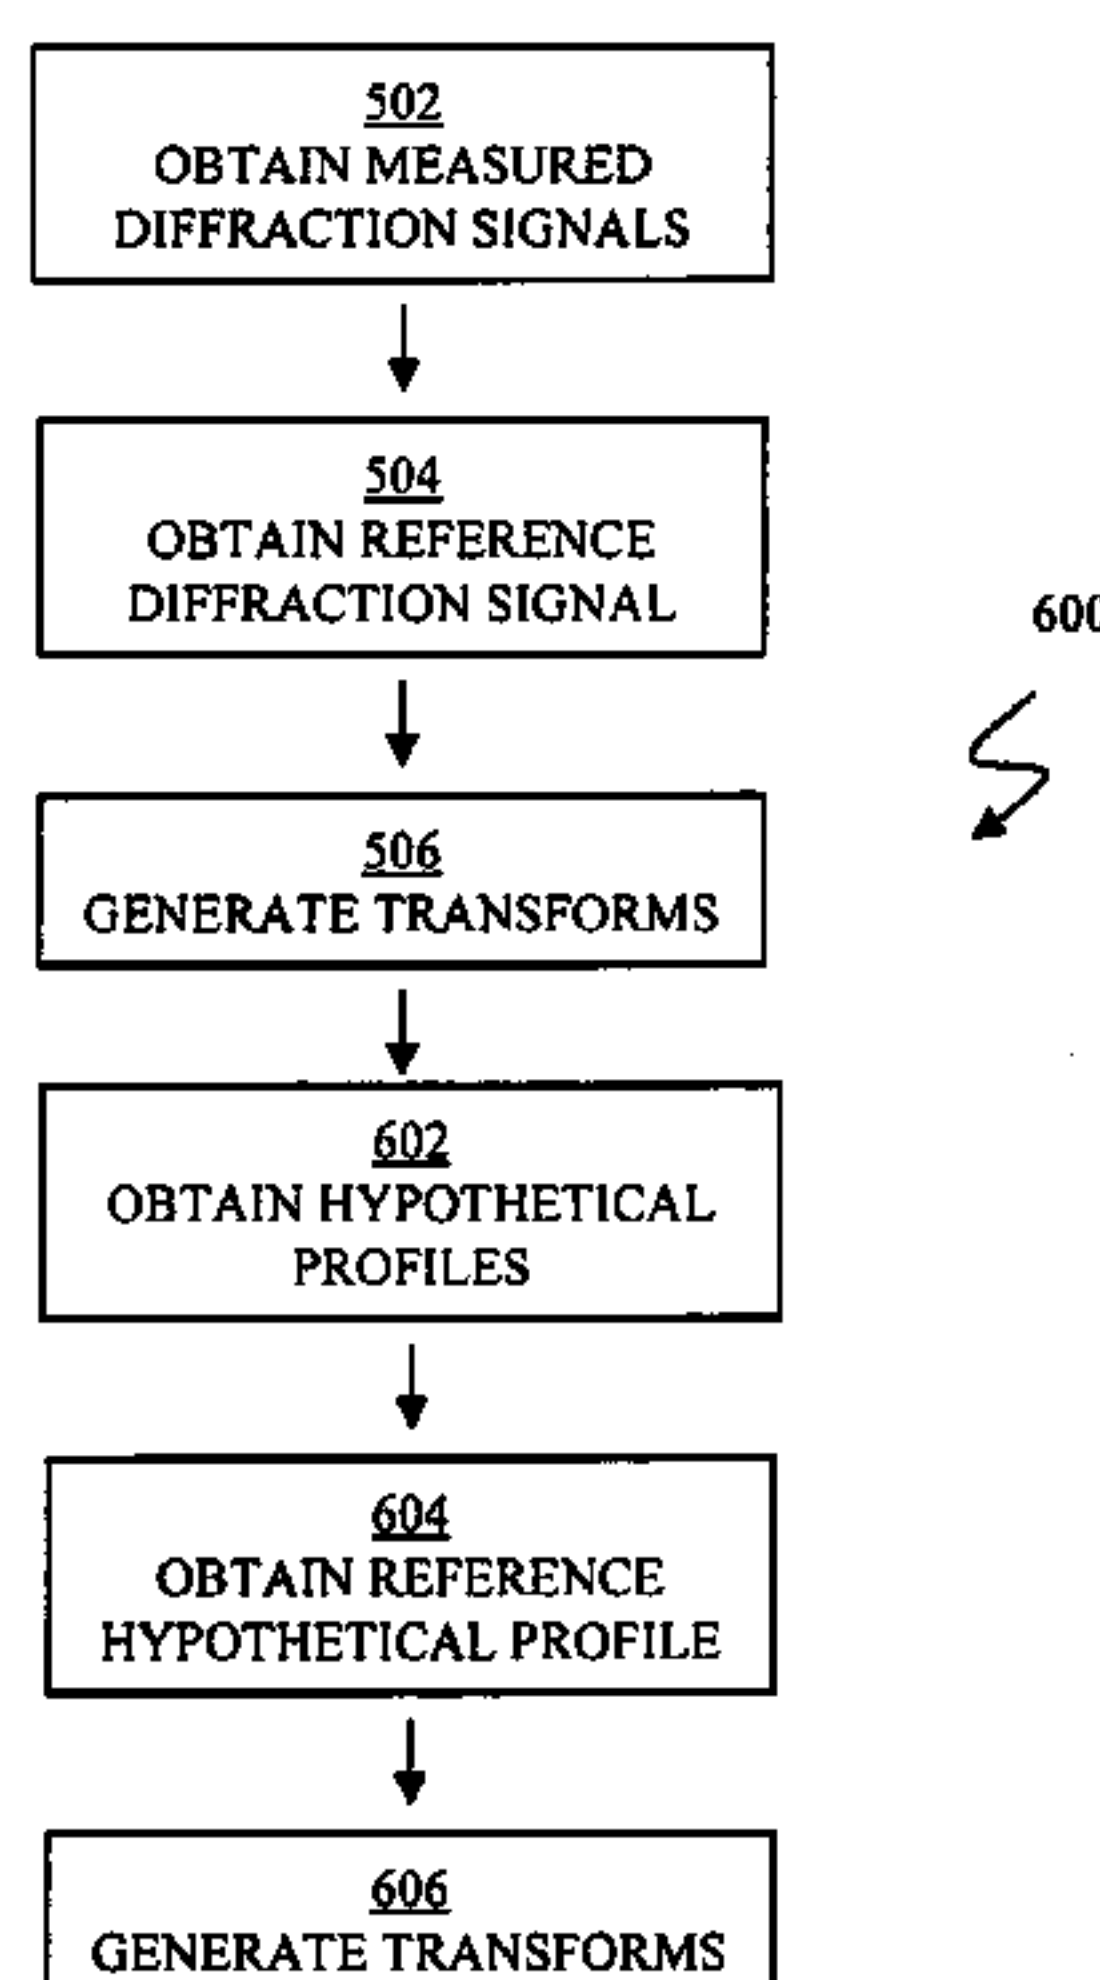 502
OBTAIN MEASURED
DIFFRACTION SIGNALS
504
OBTAIN REFERENCE
DIFFRACTION SIGNAL
600
506
GENERATE TRANSFORMS
602
OBTAIN HYPOTHETICAL
PROFILES
604
OBTAIN REFERENCE
HYPOTHETICAL PROFILE
606
GENERATE TRANSFORMS